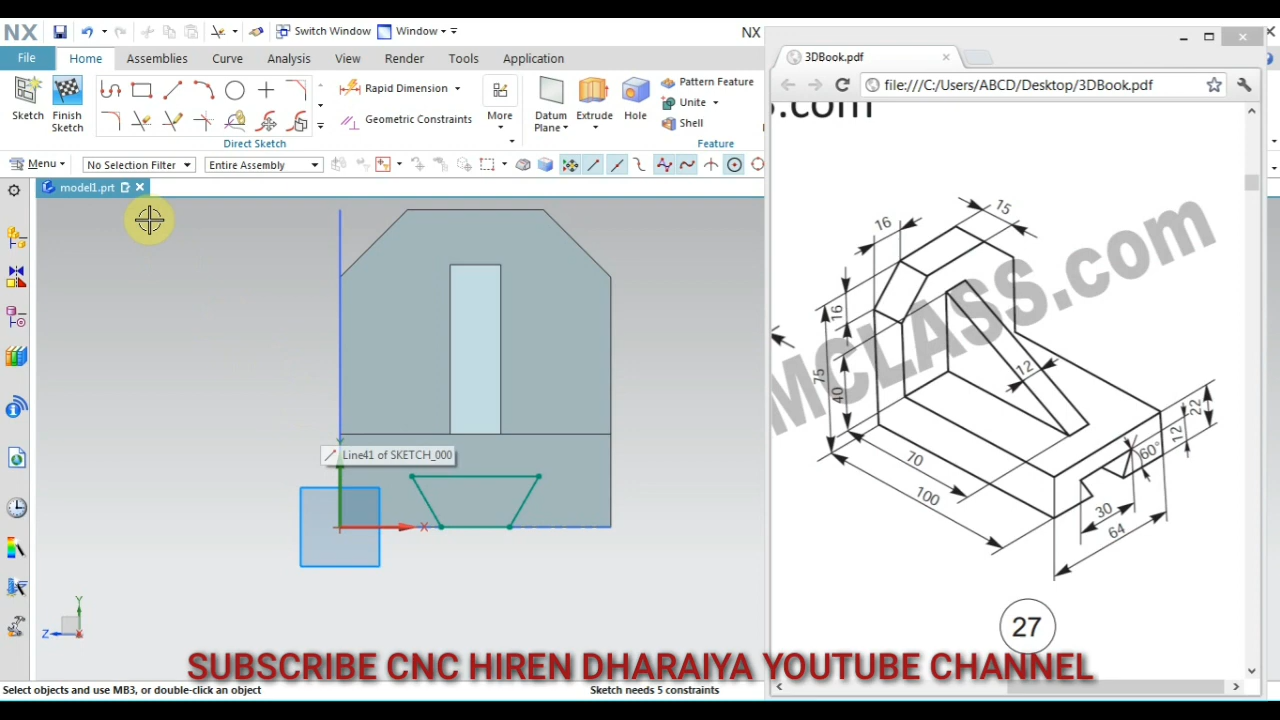 NX
Switch Window
Window
NX
File
Home
Assemblies
Curve
Analysis
View
Render
Tools
Application
Sketch
Finish
Sketch
Rapid Dimension
Geometric Constraints
More
Direct Sketch
Datum
Plane
Extrude
Hole
Pattern Feature
Unite
Shell
Feature
Menu
No Selection Filter
Entire Assembly
model1.prt
Line41 of SKETCH_000
X
Y
Z
X
3DBook.pdf
file:///C:/Users/ABCD/Desktop/3DBook.pdf
s.com
MCLASS.com
16
15
16
75
40
12
70
100
22
12
60°
30
64
27
SUBSCRIBE CNC HIREN DHARAIYA YOUTUBE CHANNEL
Select objects and use MB3, or double-click an object
Sketch needs 5 constraints